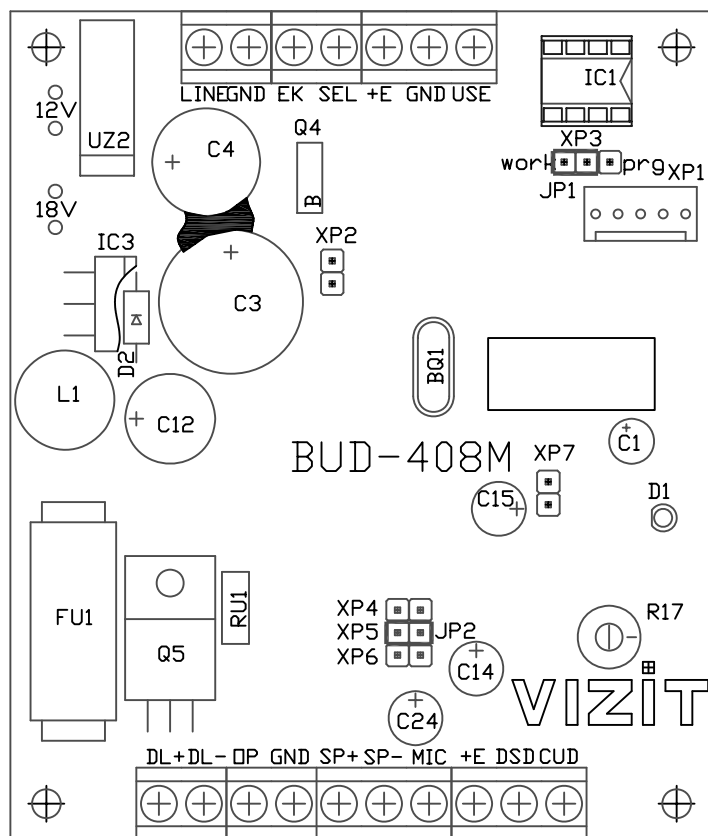 LINE GND EK SEL +E GND USE
IC1
12V
UZ2
C4
Q4
XP3
work prg
JP1
XP1
18V
B
IC3
XP2
C3
D2
BQ1
L1
C12
C1
BUD-408M
XP7
C15
D1
FU1
RU1
Q5
XP4
XP5 JP2
XP6
R17
C14
C24
VIZIT
DL+ DL- OP GND SP+ SP- MIC +E DSD CUD